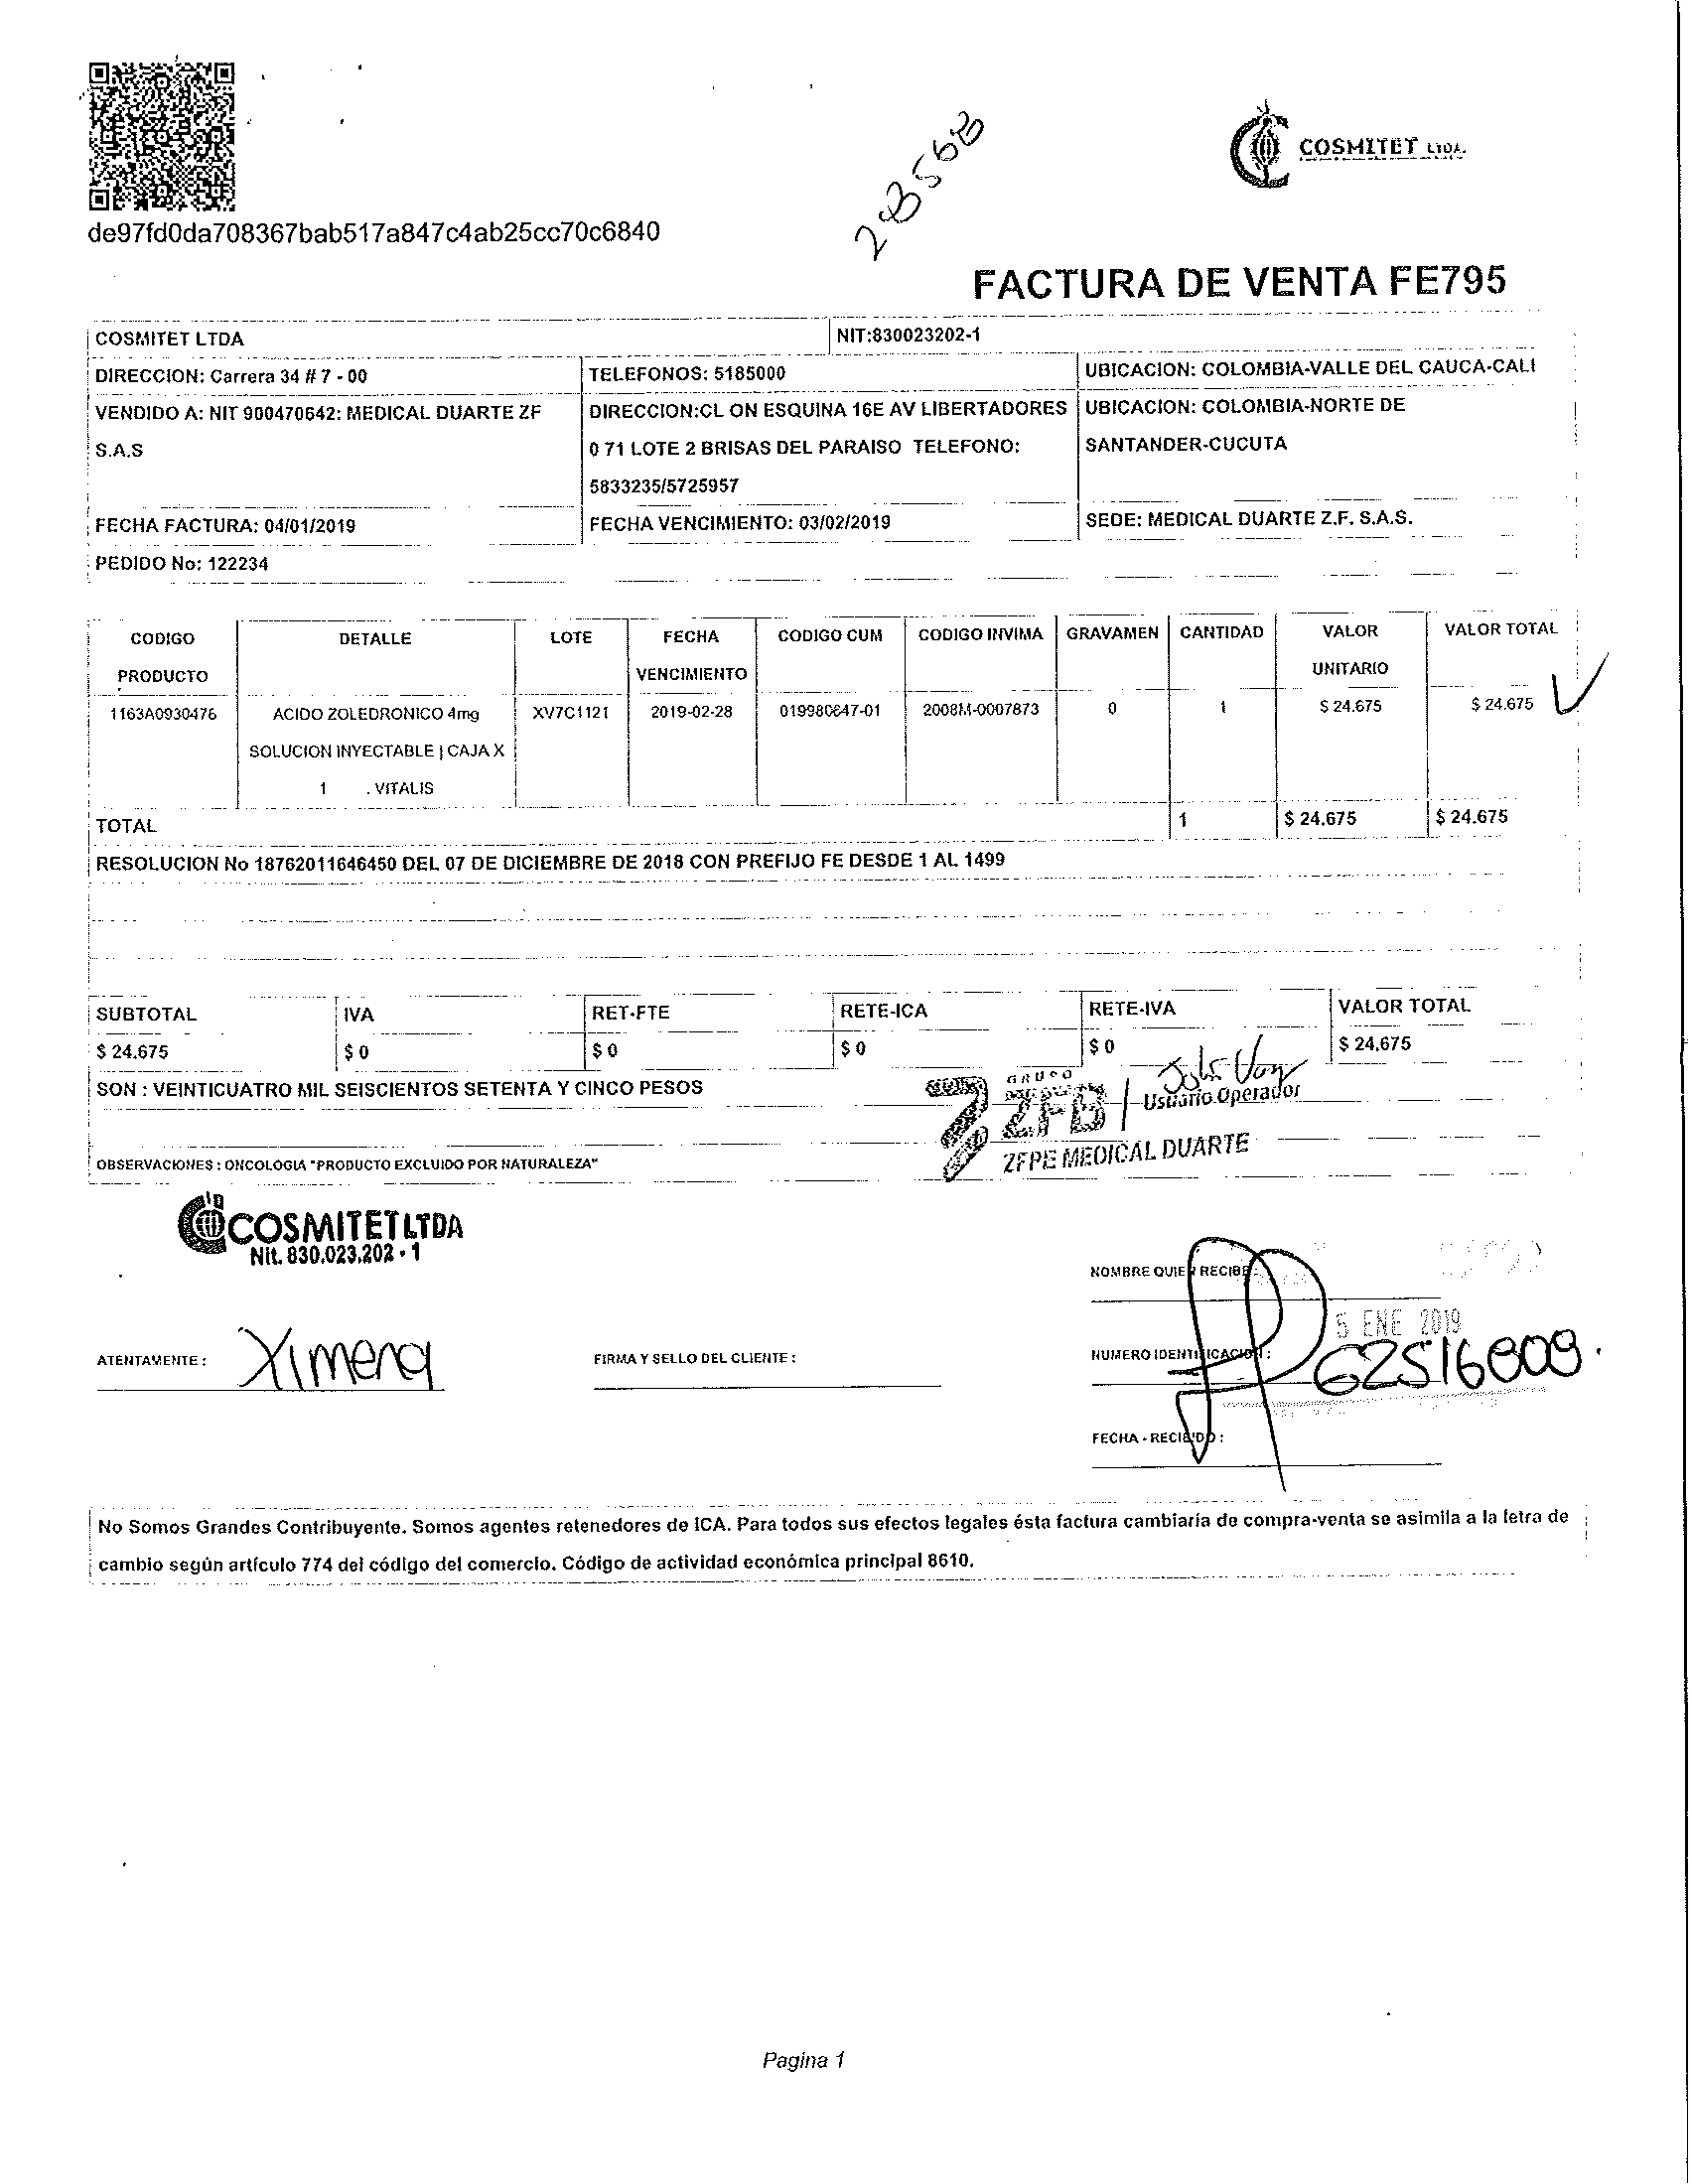 COSMITET LTDA.
de97fd0da708367bab517a847c4ab25cc70c6840
FACTURA DE VENTA FE795
COSMITET LTDA NIT:830023202-1
DIRECCION: Carrera 34 # 7 - 00 TELEFONOS: 5185000 UBICACION: COLOMBIA-VALLE DEL CAUCA-CALI
VENDIDO A: NIT 900470642: MEDICAL DUARTE ZF DIRECCION:CL ON ESQUINA 16E AV LIBERTADORES UBICACION: COLOMBIA-NORTE DE
S.A.S 0 71 LOTE 2 BRISAS DEL PARAISO TELEFONO: SANTANDER-CUCUTA
5833235/5725957
FECHA FACTURA: 04/01/2019 FECHA VENCIMIENTO: 03/02/2019 SEDE: MEDICAL DUARTE Z.F. S.A.S.
PEDIDO No: 122234
CODIGO DETALLE LOTE FECHA CODIGO CUM CODIGO INVIMA GRAVAMEN CANTIDAD VALOR VALOR TOTAL
PRODUCTO VENCIMIENTO UNITARIO
1163A0930476 ACIDO ZOLEDRONICO 4mg XV7C1121 2019-02-28 019980647-01 2008M-0007873 0 1 $ 24.675 $ 24.675
SOLUCION INYECTABLE | CAJA X
1 . VITALIS
TOTAL 1 $ 24.675 $ 24.675
RESOLUCION No 18762011646450 DEL 07 DE DICIEMBRE DE 2018 CON PREFIJO FE DESDE 1 AL 1499
SUBTOTAL IVA RET-FTE RETE-ICA RETE-IVA VALOR TOTAL
$ 24.675 $ 0 $ 0 $ 0 $ 0 $ 24.675
SON : VEINTICUATRO MIL SEISCIENTOS SETENTA Y CINCO PESOS
GRUPO
ZFB Usuario Operador
ZFPE MEDICAL DUARTE
OBSERVACIONES : ONCOLOGIA "PRODUCTO EXCLUIDO POR NATURALEZA"
COSMITET LTDA
Nit. 830.023.202 - 1
NOMBRE QUIEN RECIBE
5 ENE 2019
ATENTAMENTE : Ximena FIRMA Y SELLO DEL CLIENTE : NUMERO IDENTIFICACION :
FECHA - RECIBIDO :
No Somos Grandes Contribuyente. Somos agentes retenedores de ICA. Para todos sus efectos legales ésta factura cambiaría de compra-venta se asimila a la letra de
cambio según artículo 774 del código del comercio. Código de actividad económica principal 8610.
Pagina 1